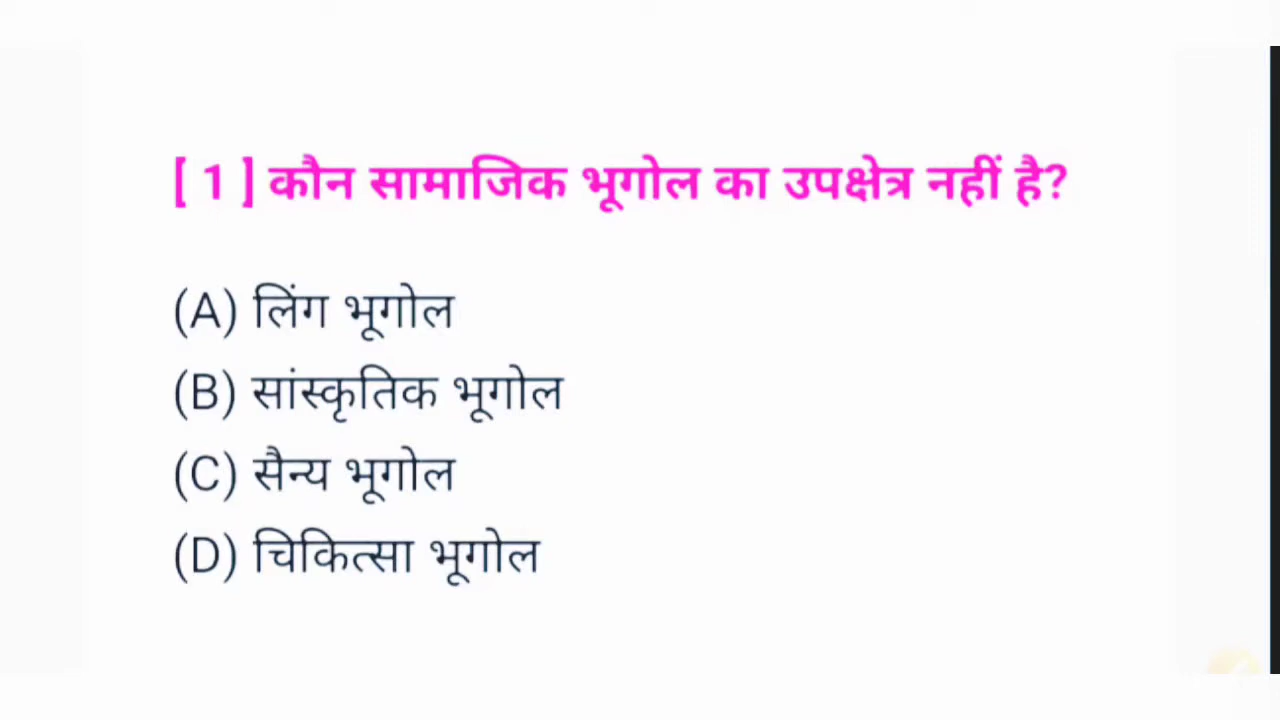 [ 1 ] कौन सामाजिक भूगोल का उपक्षेत्र नहीं है?
(A) लिंग भूगोल
(B) सांस्कृतिक भूगोल
(C) सैन्य भूगोल
(D) चिकित्सा भूगोल